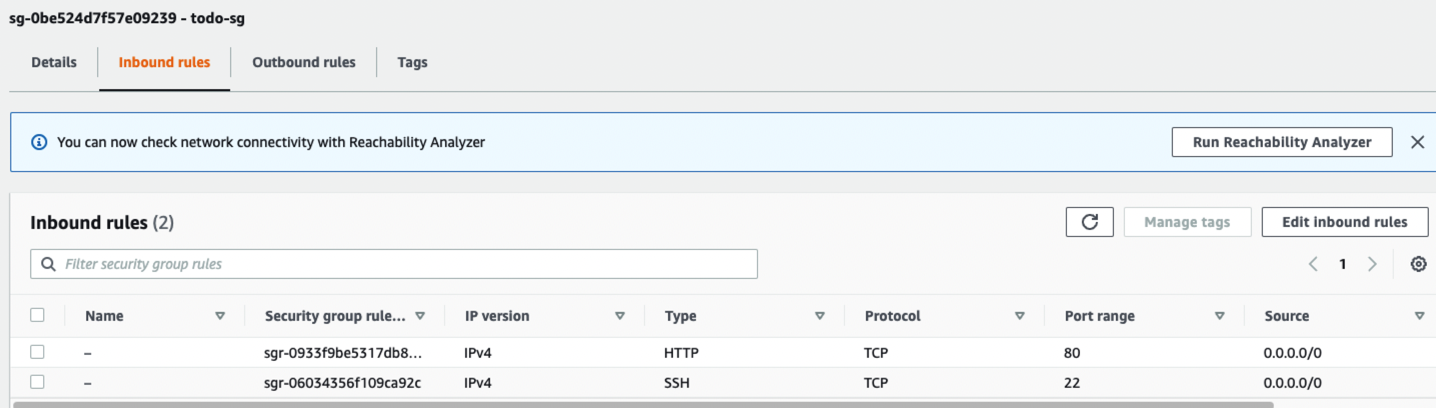 sg-0be524d7f57e09239 - todo-sg
Details Inbound rules Outbound rules Tags
You can now check network connectivity with Reachability Analyzer Run Reachability Analyzer
Inbound rules (2) Manage tags Edit inbound rules
Filter security group rules 1
Name Security group rule... IP version Type Protocol Port range Source
– sgr-0933f9be5317db8... IPv4 HTTP TCP 80 0.0.0.0/0
– sgr-06034356f109ca92c IPv4 SSH TCP 22 0.0.0.0/0